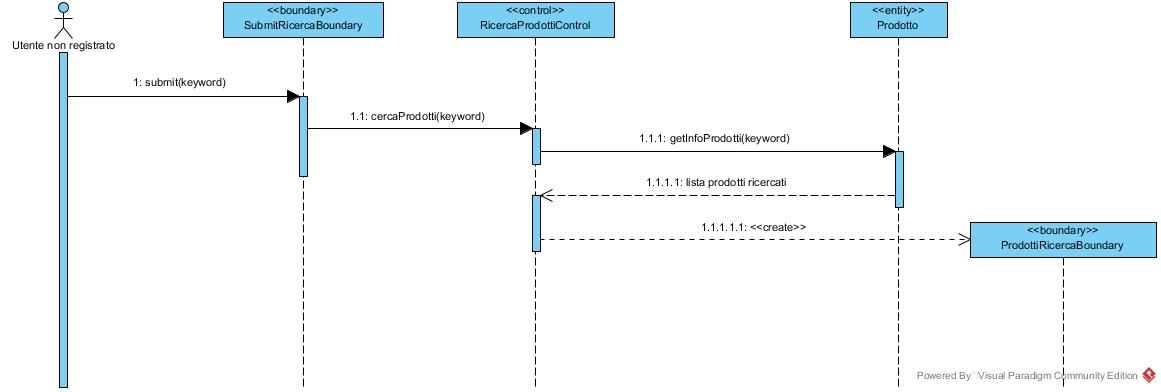 <<boundary>>
SubmitRicercaBoundary
<<control>>
RicercaProdottiControl
<<entity>>
Prodotto
Utente non registrato
1: submit(keyword)
1.1: cercaProdotti(keyword)
1.1.1: getInfoProdotti(keyword)
1.1.1.1: lista prodotti ricercati
1.1.1.1.1: <<create>>
<<boundary>>
ProdottiRicercaBoundary
Powered By Visual Paradigm Community Edition